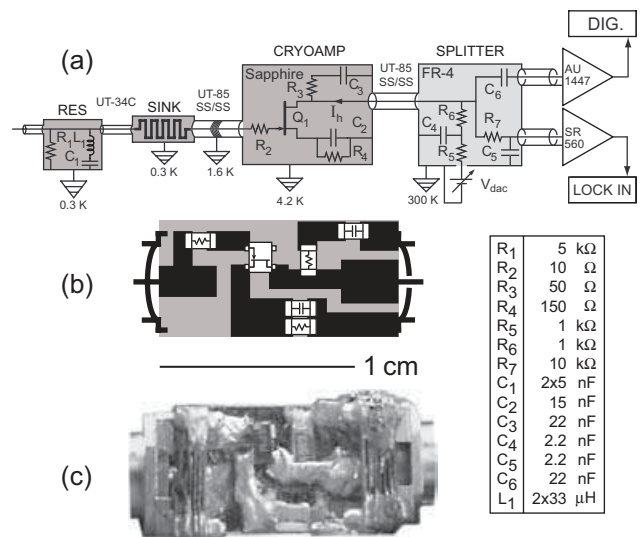 (a)
CRYOAMP
SPLITTER
DIG.
Sapphire
FR-4
AU
1447
UT-85
SS/SS
C3
R3
C6
RES
UT-34C
SINK
UT-85
SS/SS
Ih
R6
R7
SR
560
R1
L1
C1
Q1
C2
C4
R2
R4
R5
C5
Vdac
LOCK IN
0.3 K
0.3 K
1.6 K
4.2 K
300 K
(b)
1 cm
(c)
R1 5 kΩ
R2 10 Ω
R3 50 Ω
R4 150 Ω
R5 1 kΩ
R6 1 kΩ
R7 10 kΩ
C1 2x5 nF
C2 15 nF
C3 22 nF
C4 2.2 nF
C5 2.2 nF
C6 22 nF
L1 2x33 μH